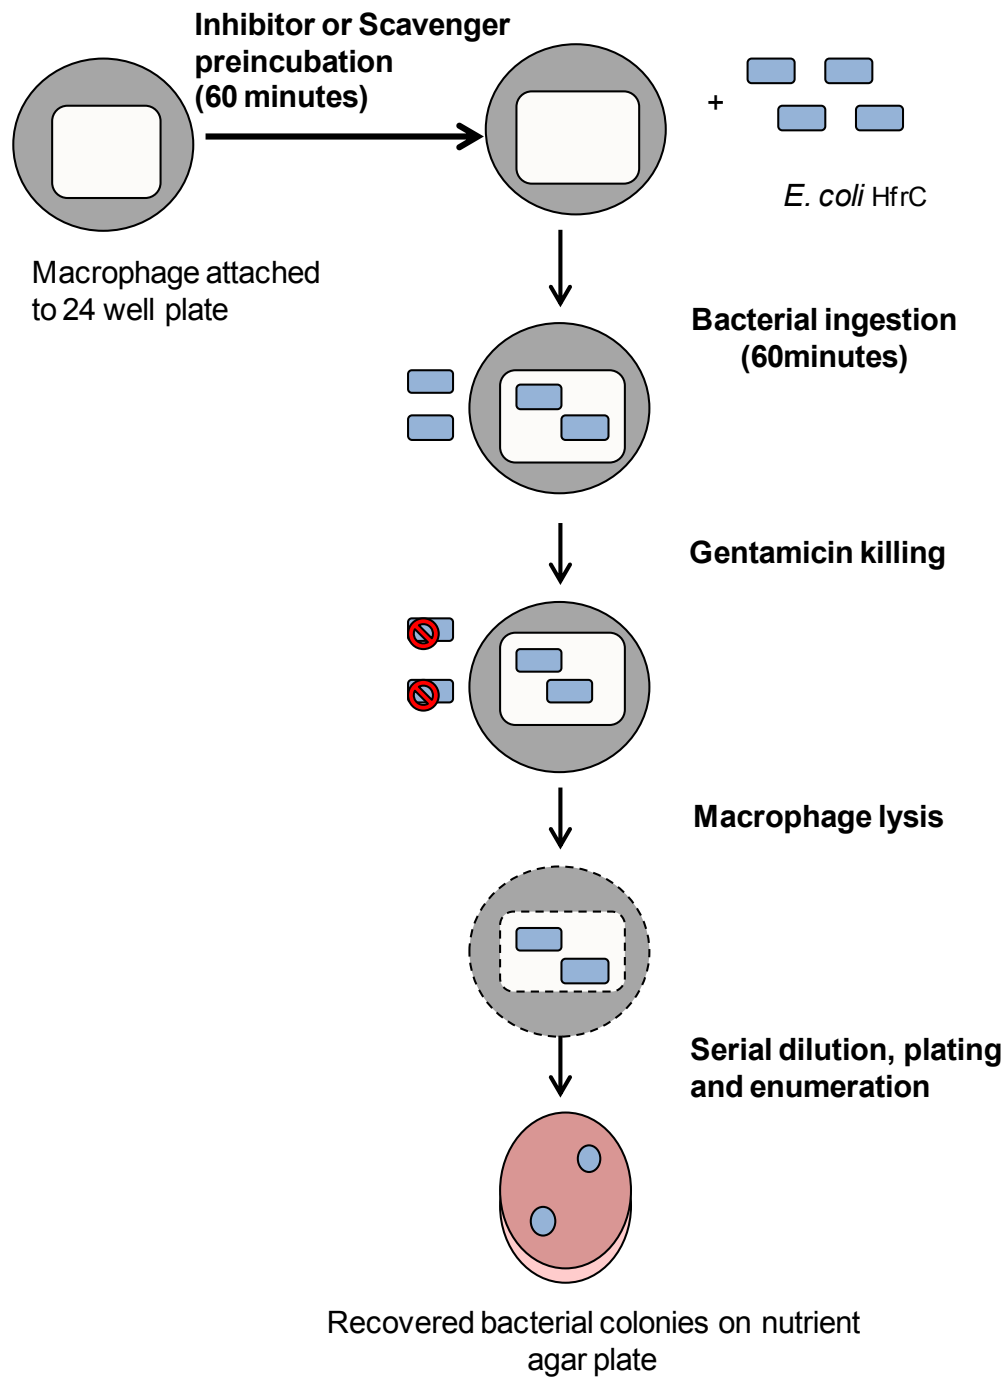 Inhibitor or Scavenger
preincubation
(60 minutes)
+
E. coli HfrC
Macrophage attached
to 24 well plate
Bacterial ingestion
(60minutes)
Gentamicin killing
Macrophage lysis
Serial dilution, plating
and enumeration
Recovered bacterial colonies on nutrient
agar plate